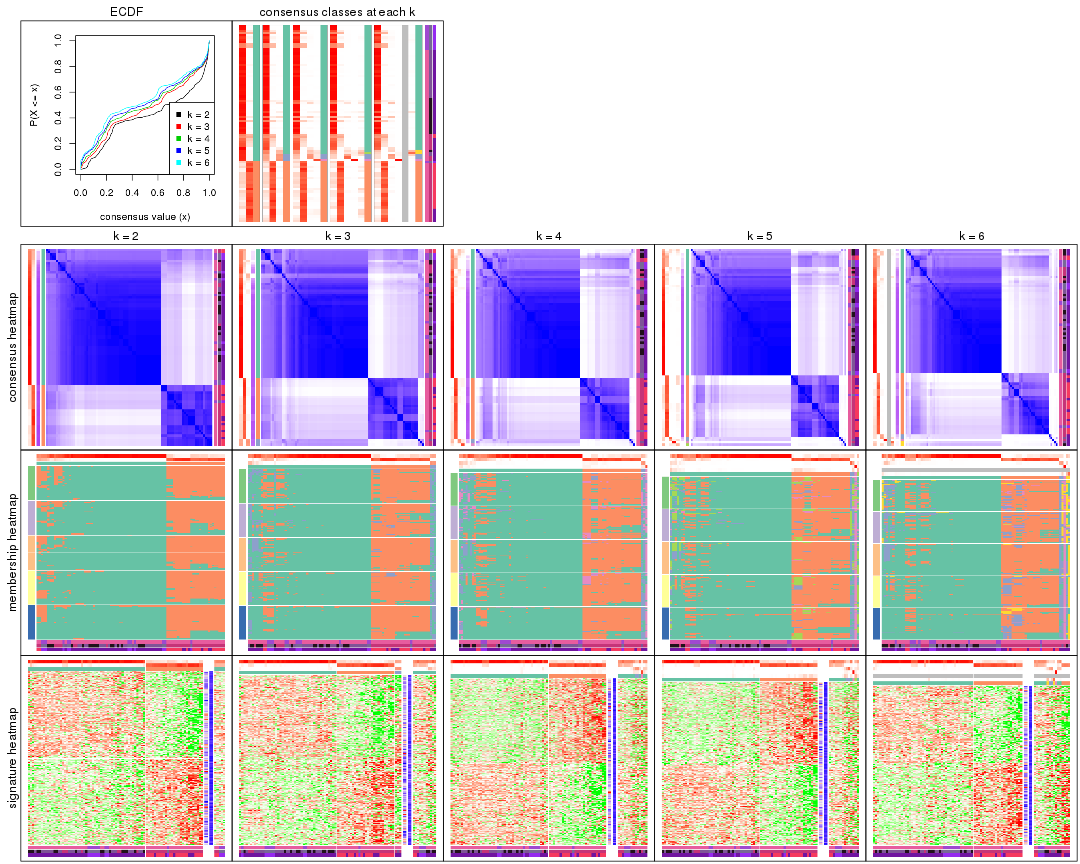 ECDF
consensus classes at each k
P(X <= x)
0.0 0.2 0.4 0.6 0.8 1.0
k = 2
k = 3
k = 4
k = 5
k = 6
0.0 0.2 0.4 0.6 0.8 1.0
consensus value (x)
k = 2
k = 3
k = 4
k = 5
k = 6
consensus heatmap
membership heatmap
signature heatmap